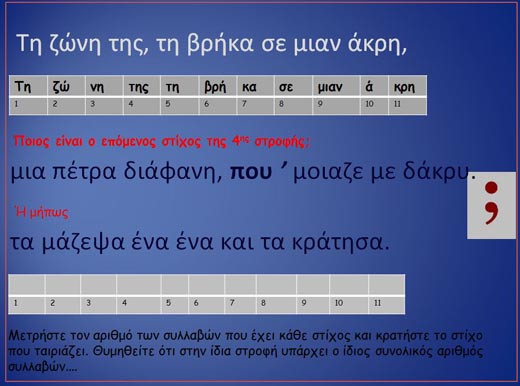 Τη ζώνη της, τη βρήκα σε μιαν άκρη,
Τη ζώ νη της τη βρή κα σε μιαν ά κρη
1 2 3 4 5 6 7 8 9 10 11
Ποιος είναι ο επόμενος στίχος της 4ης στροφής;
μια πέτρα διάφανη, που ’ μοιαζε με δάκρυ.
;
Ή μήπως
τα μάζεψα ένα ένα και τα κράτησα.
1 2 3 4 5 6 7 8 9 10 11
Μετρήστε τον αριθμό των συλλαβών που έχει κάθε στίχος και κρατήστε το στίχο
που ταιριάζει. Θυμηθείτε ότι στην ίδια στροφή υπάρχει ο ίδιος συνολικός αριθμός
συλλαβών….